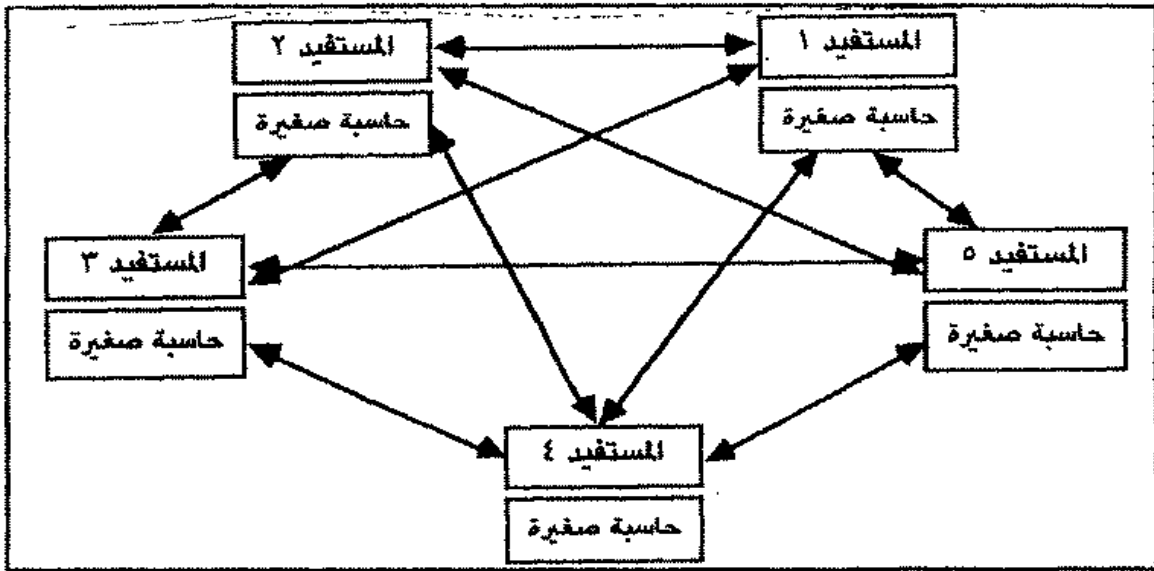 المستفيد ١
حاسبة صغيرة
المستفيد ٢
حاسبة صغيرة
المستفيد ٣
حاسبة صغيرة
المستفيد ٤
حاسبة صغيرة
المستفيد ٥
حاسبة صغيرة